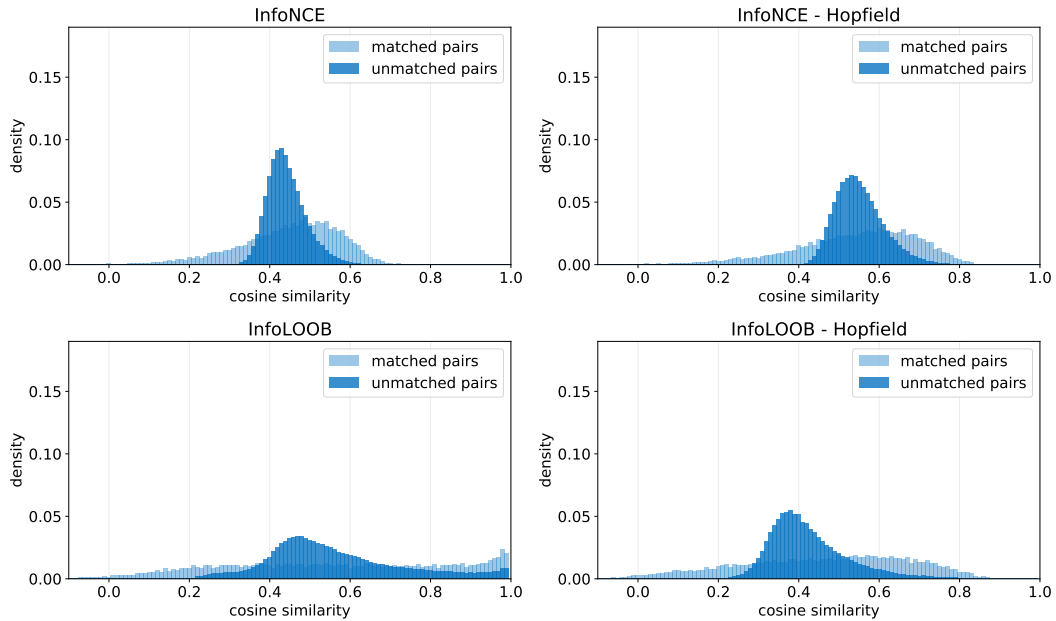 InfoNCE
matched pairs
unmatched pairs
density
0.15
0.10
0.05
0.00
0.0 0.2 0.4 0.6 0.8 1.0
cosine similarity
InfoNCE - Hopfield
matched pairs
unmatched pairs
density
0.15
0.10
0.05
0.00
0.0 0.2 0.4 0.6 0.8 1.0
cosine similarity
InfoLOOB
matched pairs
unmatched pairs
density
0.15
0.10
0.05
0.00
0.0 0.2 0.4 0.6 0.8 1.0
cosine similarity
InfoLOOB - Hopfield
matched pairs
unmatched pairs
density
0.15
0.10
0.05
0.00
0.0 0.2 0.4 0.6 0.8 1.0
cosine similarity